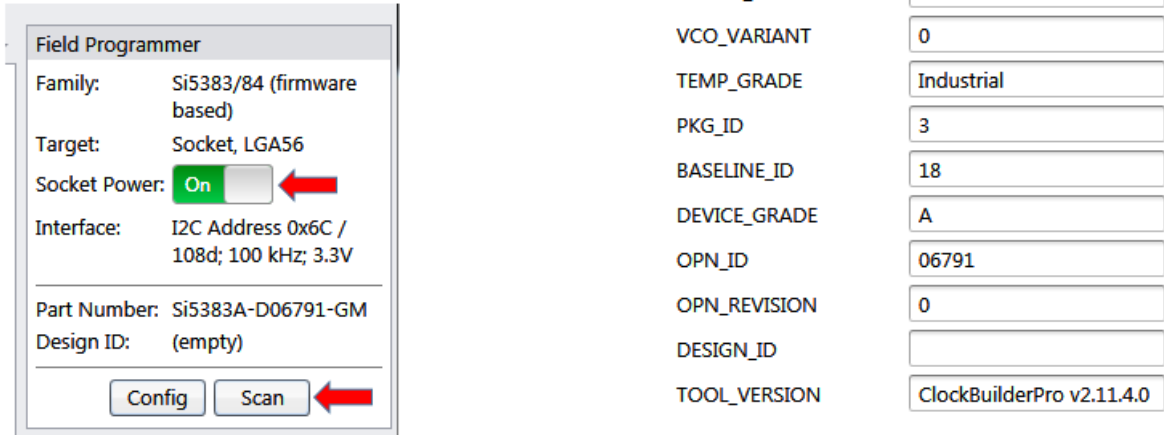 Field Programmer
Family: Si5383/84 (firmware
based)
Target: Socket, LGA56
Socket Power: On
Interface: I2C Address 0x6C /
108d; 100 kHz; 3.3V
Part Number: Si5383A-D06791-GM
Design ID: (empty)
Config Scan
VCO_VARIANT 0
TEMP_GRADE Industrial
PKG_ID 3
BASELINE_ID 18
DEVICE_GRADE A
OPN_ID 06791
OPN_REVISION 0
DESIGN_ID
TOOL_VERSION ClockBuilderPro v2.11.4.0